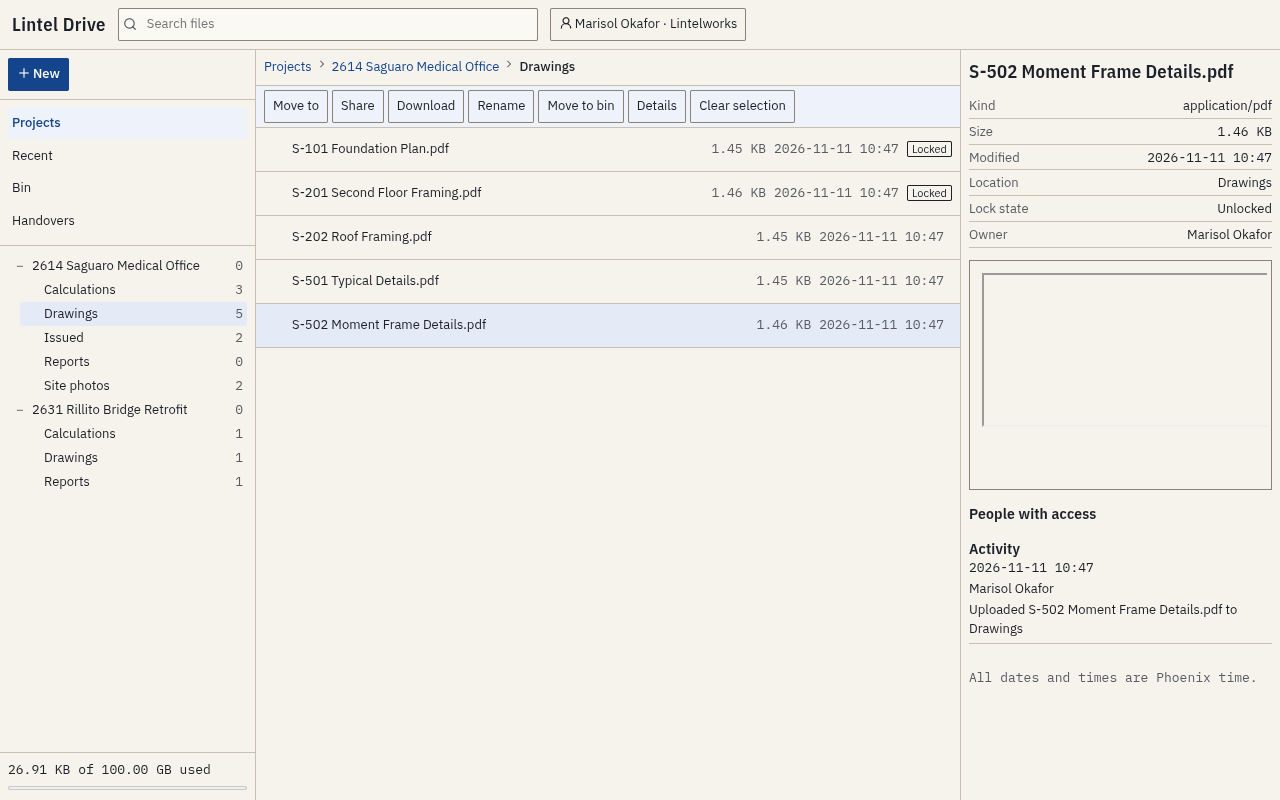 Lintel Drive
Search files
Marisol Okafor · Lintelworks
New
Projects
Recent
Bin
Handovers
2614 Saguaro Medical Office 0
Calculations 3
Drawings 5
Issued 2
Reports 0
Site photos 2
2631 Rillito Bridge Retrofit 0
Calculations 1
Drawings 1
Reports 1
26.91 KB of 100.00 GB used
Projects 2614 Saguaro Medical Office Drawings
Move to Share Download Rename Move to bin Details Clear selection
S-101 Foundation Plan.pdf 1.45 KB 2026-11-11 10:47 Locked
S-201 Second Floor Framing.pdf 1.46 KB 2026-11-11 10:47 Locked
S-202 Roof Framing.pdf 1.45 KB 2026-11-11 10:47
S-501 Typical Details.pdf 1.45 KB 2026-11-11 10:47
S-502 Moment Frame Details.pdf 1.46 KB 2026-11-11 10:47
S-502 Moment Frame Details.pdf
Kind application/pdf
Size 1.46 KB
Modified 2026-11-11 10:47
Location Drawings
Lock state Unlocked
Owner Marisol Okafor
People with access
Activity
2026-11-11 10:47
Marisol Okafor
Uploaded S-502 Moment Frame Details.pdf to
Drawings
All dates and times are Phoenix time.